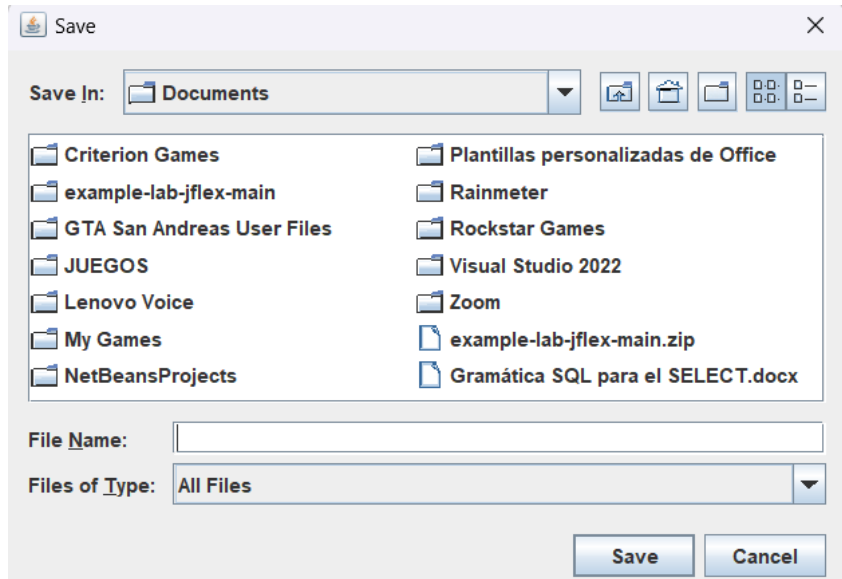 Save
Save In: Documents
Criterion Games
example-lab-jflex-main
GTA San Andreas User Files
JUEGOS
Lenovo Voice
My Games
NetBeansProjects
Plantillas personalizadas de Office
Rainmeter
Rockstar Games
Visual Studio 2022
Zoom
example-lab-jflex-main.zip
Gramática SQL para el SELECT.docx
File Name:
Files of Type: All Files
Save Cancel